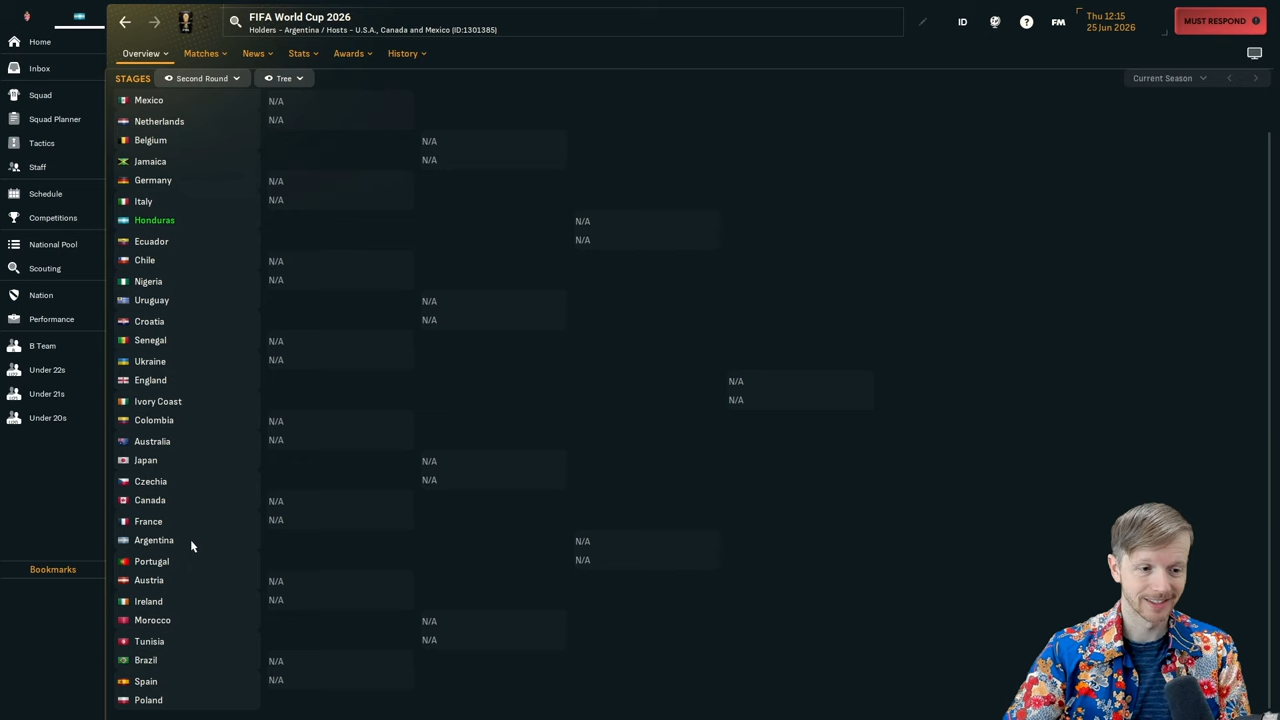 FIFA World Cup 2026
Holders - Argentina / Hosts - U.S.A., Canada and Mexico (ID:1301385)
ID
FM
Thu 12:15
25 Jun 2026
MUST RESPOND
Home
Inbox
Squad
Squad Planner
Tactics
Staff
Schedule
Competitions
National Pool
Scouting
Nation
Performance
B Team
Under 22s
Under 21s
Under 20s
Bookmarks
Overview
Matches
News
Stats
Awards
History
STAGES
Second Round
Tree
Current Season
Mexico
N/A
Netherlands
N/A
Belgium
N/A
Jamaica
N/A
Germany
N/A
Italy
N/A
Honduras
N/A
Ecuador
N/A
Chile
N/A
Nigeria
N/A
Uruguay
N/A
Croatia
N/A
Senegal
N/A
Ukraine
N/A
England
N/A
Ivory Coast
N/A
Colombia
N/A
Australia
N/A
Japan
N/A
Czechia
N/A
Canada
N/A
France
N/A
Argentina
N/A
Portugal
N/A
Austria
N/A
Ireland
N/A
Morocco
N/A
Tunisia
N/A
Brazil
N/A
Spain
N/A
Poland